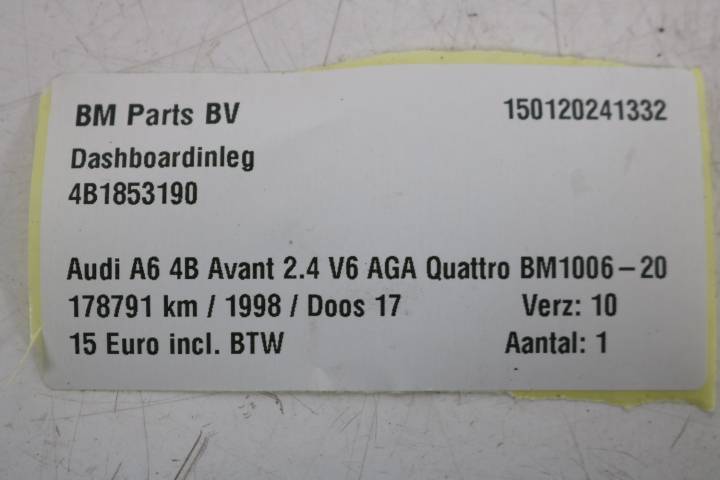 BM Parts BV 150120241332
Dashboardinleg
4B1853190
Audi A6 4B Avant 2.4 V6 AGA Quattro BM1006-20
178791 km / 1998 / Doos 17 Verz: 10
15 Euro incl. BTW Aantal: 1